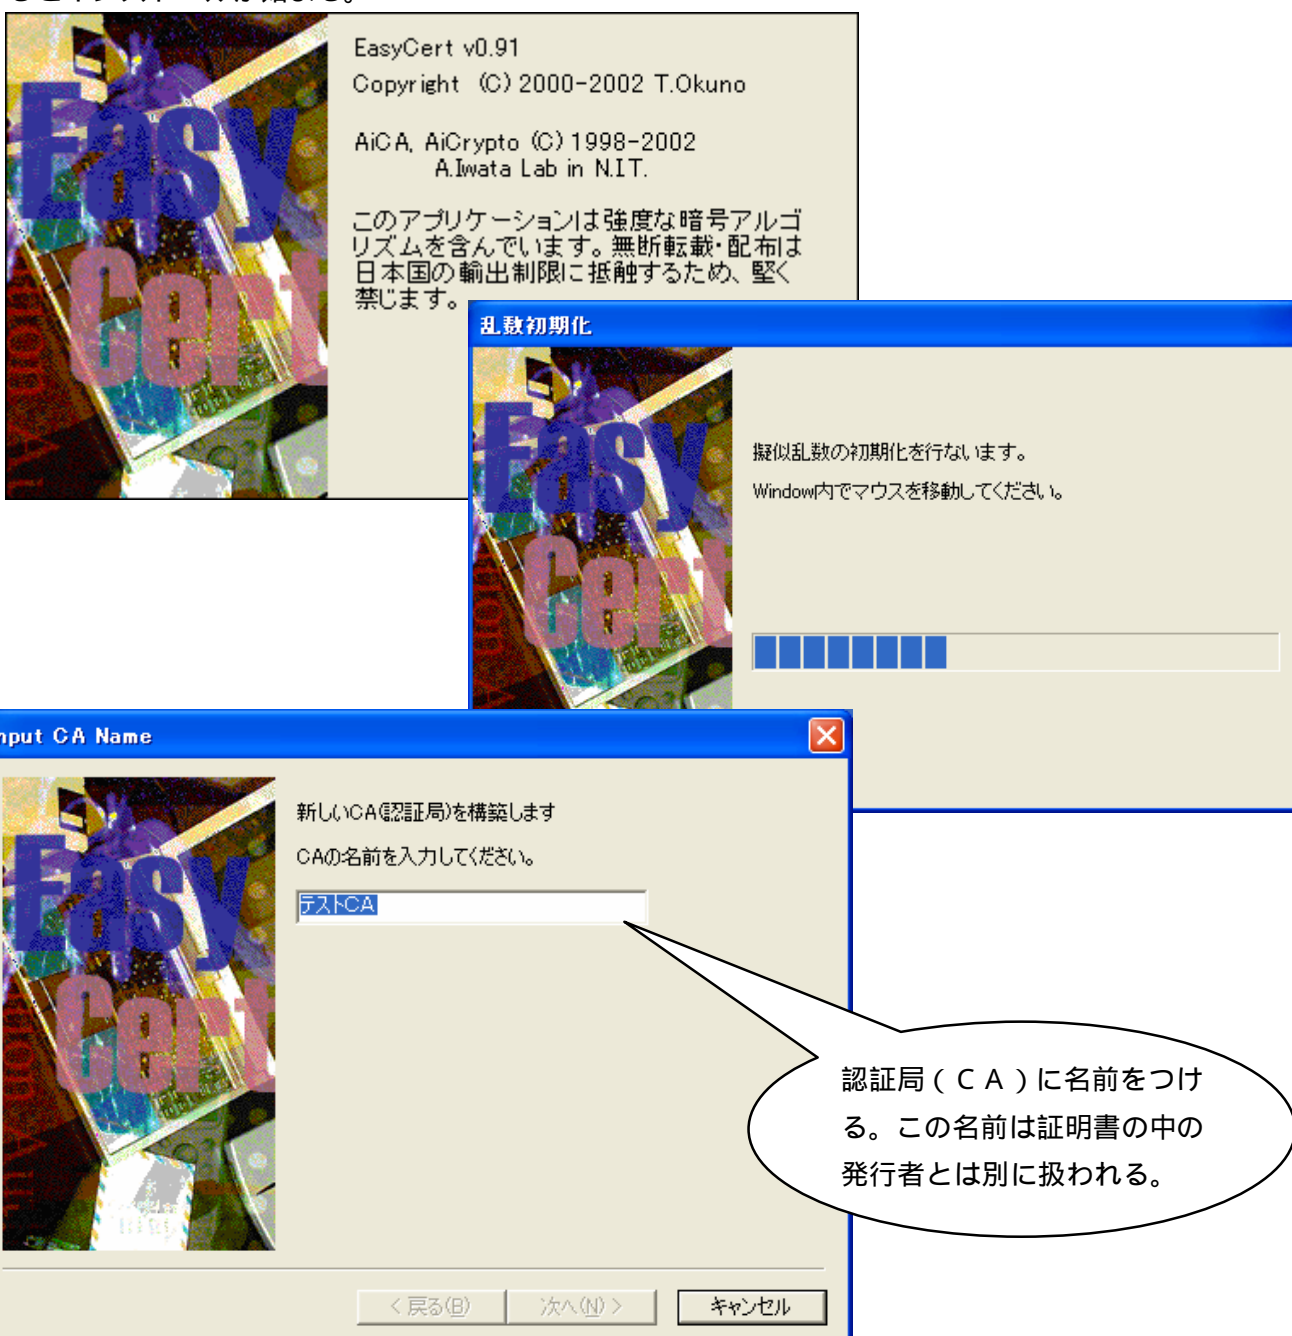 EasyCert v0.91
Copyright (C) 2000-2002 T.Okuno
AiCA, AiCrypto (C) 1998-2002
A.Iwata Lab in N.I.T.
このアプリケーションは強度な暗号アルゴ
リズムを含んでいます。無断転載・配布は
日本国の輸出制限に抵触するため、堅く
禁じます。
Easy
Cert
乱数初期化
擬似乱数の初期化を行ないます。
Window内でマウスを移動してください。
Easy
Cert
nput CA Name
新しいCA(認証局)を構築します
CAの名前を入力してください。
テストCA
Easy
Cert
認証局(CA)に名前をつけ
る。この名前は証明書の中の
発行者とは別に扱われる。
< 戻る(B)
次へ(N) >
キャンセル